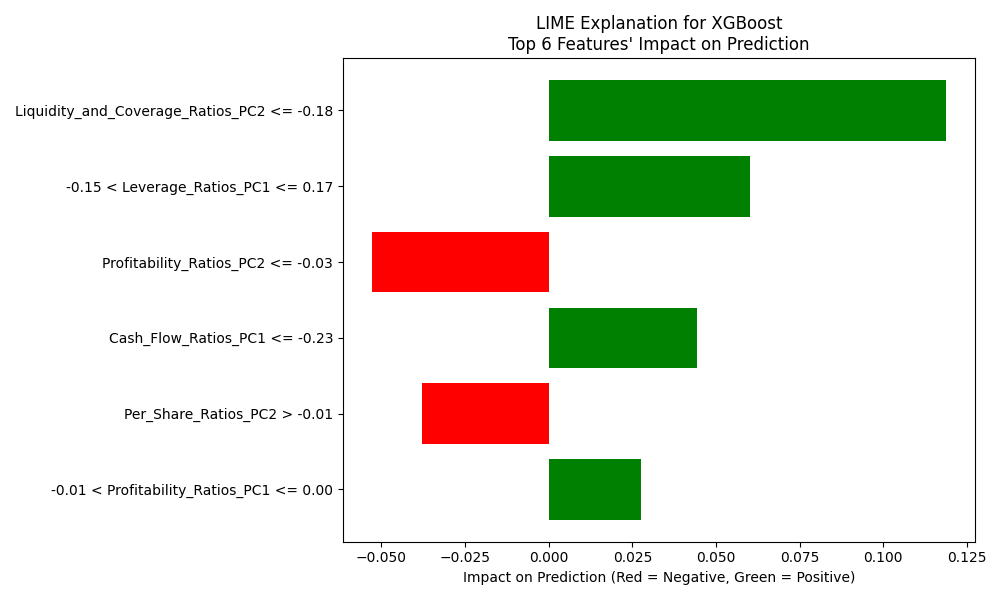 LIME Explanation for XGBoost
Top 6 Features' Impact on Prediction
Liquidity_and_Coverage_Ratios_PC2 <= -0.18
-0.15 < Leverage_Ratios_PC1 <= 0.17
Profitability_Ratios_PC2 <= -0.03
Cash_Flow_Ratios_PC1 <= -0.23
Per_Share_Ratios_PC2 > -0.01
-0.01 < Profitability_Ratios_PC1 <= 0.00
−0.050 −0.025 0.000 0.025 0.050 0.075 0.100 0.125
Impact on Prediction (Red = Negative, Green = Positive)